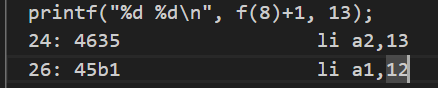 printf("%d %d\n", f(8)+1, 13);
24: 4635 li a2,13
26: 45b1 li a1,12